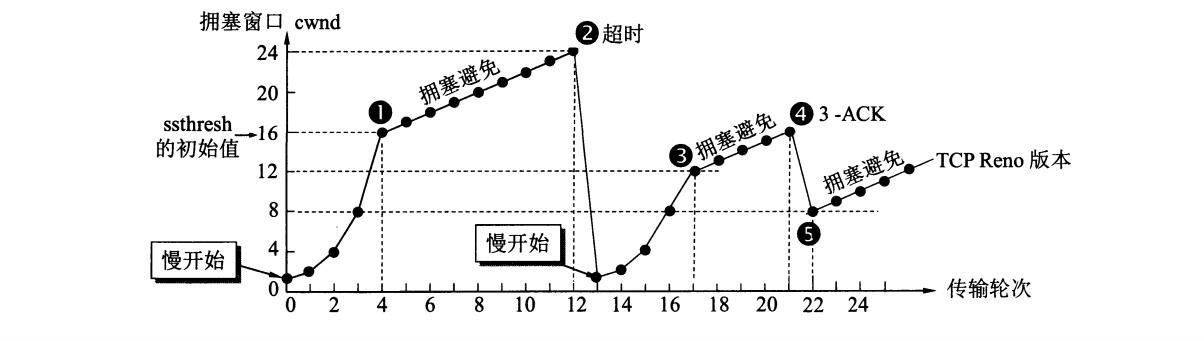 拥塞窗口 cwnd
❷超时
24
拥塞避免
20
❶
ssthresh
的初始值
16
❹ 3 -ACK
拥塞避免
❸
12
拥塞避免
TCP Reno 版本
8
❺
慢开始
4
慢开始
0
0 2 4 6 8 10 12 14 16 18 20 22 24
传输轮次